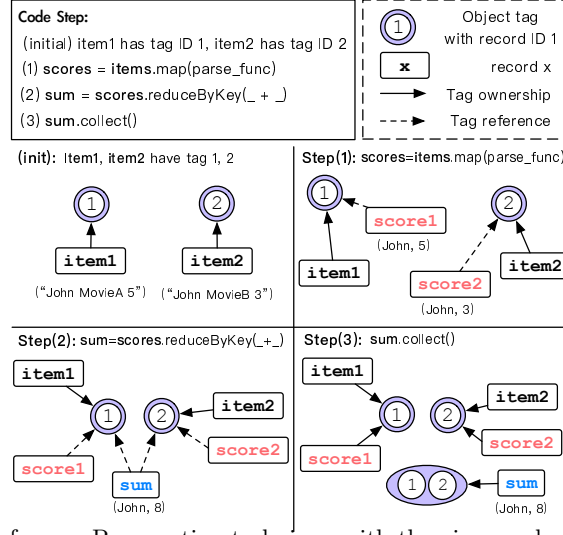 Code Step:
(initial) item1 has tag ID 1, item2 has tag ID 2
(1) scores = items.map(parse_func)
(2) sum = scores.reduceByKey(_ + _)
(3) sum.collect()
1
Object tag
with record ID 1
x
record x
Tag ownership
Tag reference
(init): Item1, item2 have tag 1, 2
1
2
item1
item2
("John MovieA 5")
("John MovieB 3")
Step(1): scores=items.map(parse_func)
1
2
score1
(John, 5)
item1
item2
score2
(John, 3)
Step(2): sum=scores.reduceByKey(_+_)
item1
1
2
item2
score1
score2
sum
(John, 8)
Step(3): sum.collect()
item1
item2
1
2
score1
score2
1 2
sum
(John, 8)